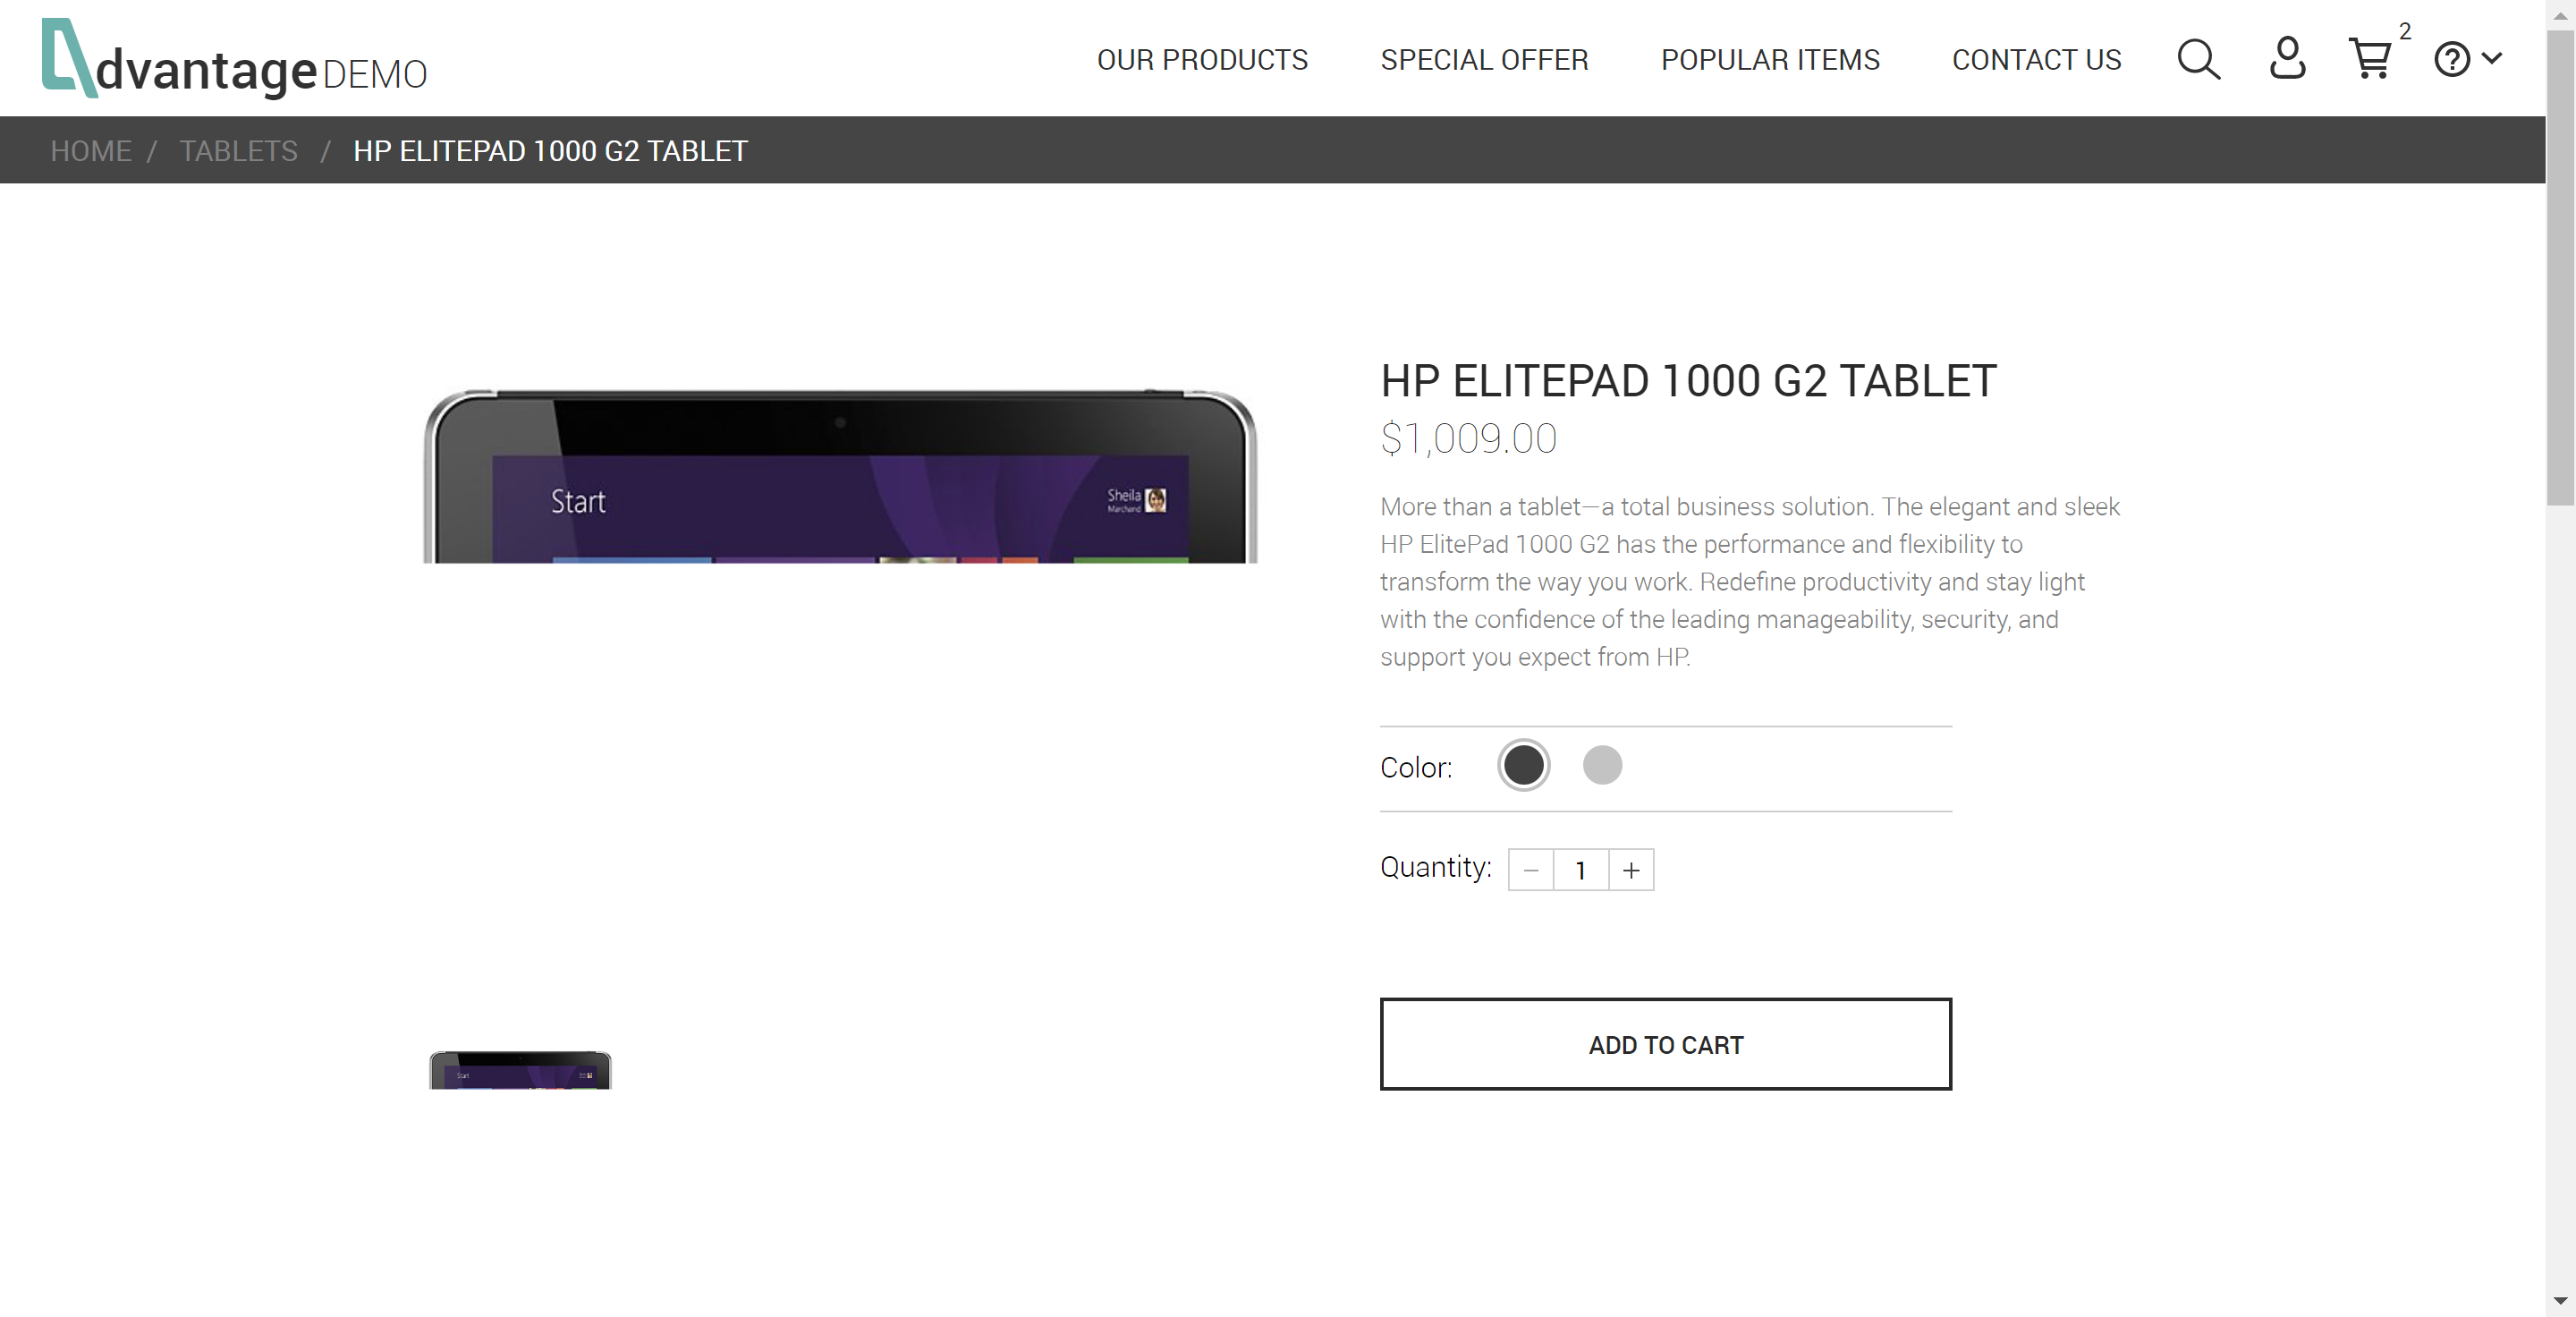 dvantage DEMO
OUR PRODUCTS
SPECIAL OFFER
POPULAR ITEMS
CONTACT US
2
HOME / TABLETS / HP ELITEPAD 1000 G2 TABLET
Start
Sheila
Marchand
HP ELITEPAD 1000 G2 TABLET
$1,009.00
More than a tablet—a total business solution. The elegant and sleek
HP ElitePad 1000 G2 has the performance and flexibility to
transform the way you work. Redefine productivity and stay light
with the confidence of the leading manageability, security, and
support you expect from HP.
Color:
Quantity: − 1 +
ADD TO CART
Start